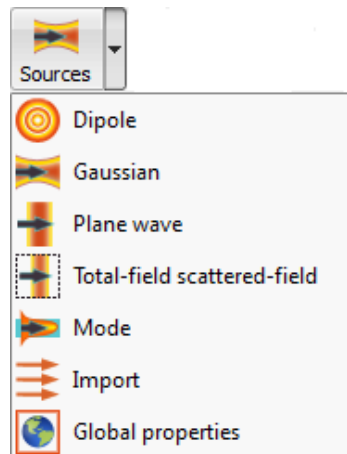 Sources
Dipole
Gaussian
Plane wave
Total-field scattered-field
Mode
Import
Global properties